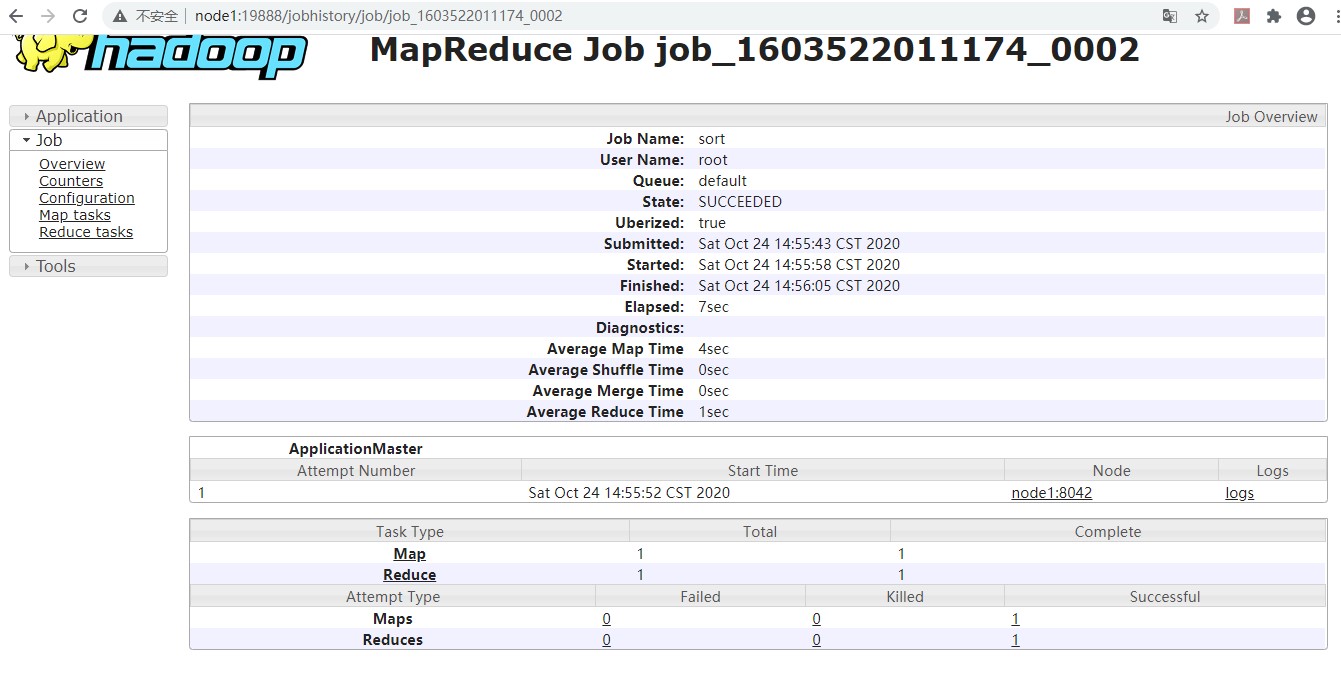 不安全 node1:19888/jobhistory/job/job_1603522011174_0002
hadoop
MapReduce Job job_1603522011174_0002
Application
Job
Overview
Counters
Configuration
Map tasks
Reduce tasks
Tools
Job Overview
Job Name: sort
User Name: root
Queue: default
State: SUCCEEDED
Uberized: true
Submitted: Sat Oct 24 14:55:43 CST 2020
Started: Sat Oct 24 14:55:58 CST 2020
Finished: Sat Oct 24 14:56:05 CST 2020
Elapsed: 7sec
Diagnostics:
Average Map Time 4sec
Average Shuffle Time 0sec
Average Merge Time 0sec
Average Reduce Time 1sec
ApplicationMaster
Attempt Number Start Time Node Logs
1 Sat Oct 24 14:55:52 CST 2020 node1:8042 logs
Task Type Total Complete
Map 1 1
Reduce 1 1
Attempt Type Failed Killed Successful
Maps 0 0 1
Reduces 0 0 1